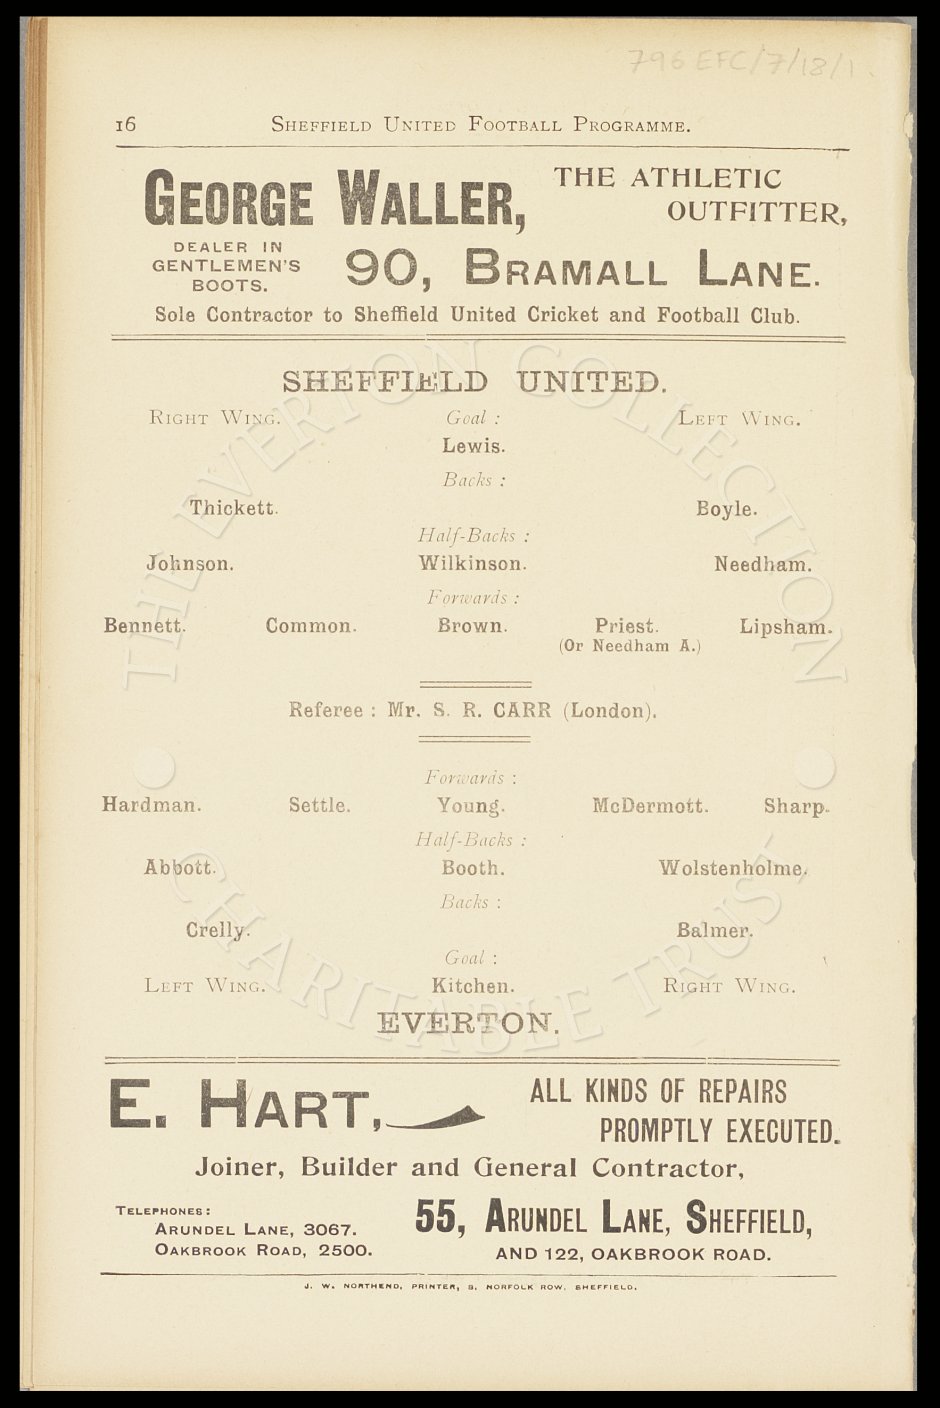 796 EFC/7/18/1
16 SHEFFIELD UNITED FOOTBALL PROGRAMME.
GEORGE WALLER, THE ATHLETIC OUTFITTER,
DEALER IN GENTLEMEN'S BOOTS. 90, BRAMALL LANE.
Sole Contractor to Sheffield United Cricket and Football Club.
SHEFFIELD UNITED.
RIGHT WING. Goal : LEFT WING.
Lewis.
Backs :
Thickett. Boyle.
Half-Backs :
Johnson. Wilkinson. Needham.
Forwards :
Bennett. Common. Brown. Priest. Lipsham.
(Or Needham A.)
Referee : Mr. S. R. CARR (London).
Forwards :
Hardman. Settle. Young. McDermott. Sharp.
Half-Backs :
Abbott. Booth. Wolstenholme.
Backs :
Crelly. Balmer.
Goal :
LEFT WING. Kitchen. RIGHT WING.
EVERTON.
THE EVERTON COLLECTION
CHARITABLE TRUST
E. HART, ALL KINDS OF REPAIRS
PROMPTLY EXECUTED.
Joiner, Builder and General Contractor,
TELEPHONES:
ARUNDEL LANE, 3067.
OAKBROOK ROAD, 2500.
55, ARUNDEL LANE, SHEFFIELD,
AND 122, OAKBROOK ROAD.
J. W. NORTHEND, PRINTER, 8, NORFOLK ROW, SHEFFIELD.